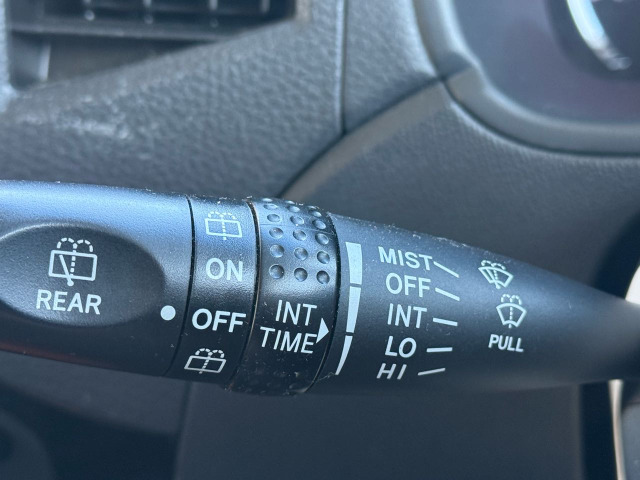 REAR
ON
OFF
INT
TIME
MIST
OFF
INT
LO
HI
PULL